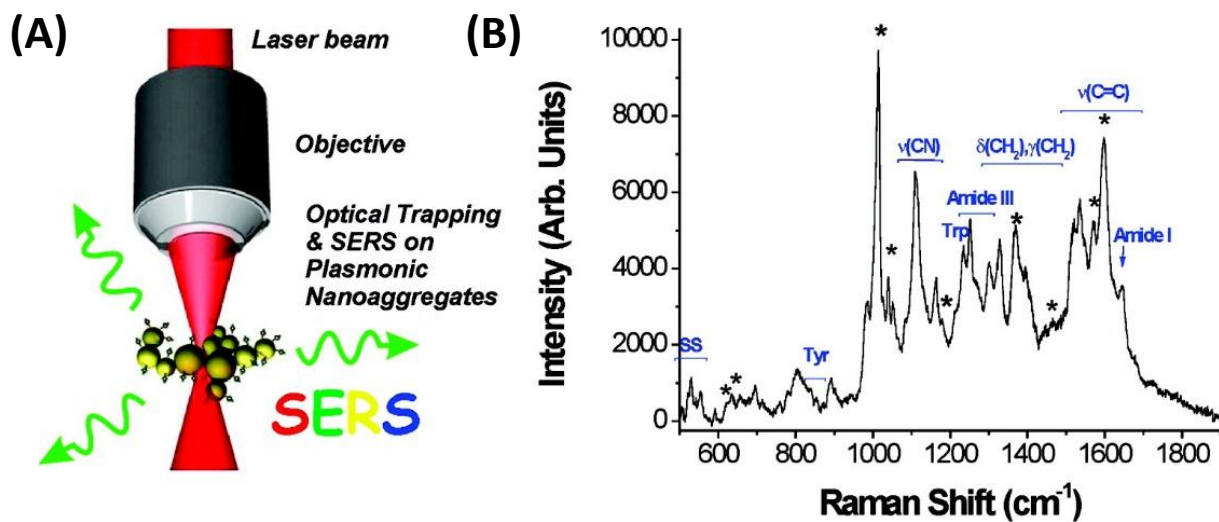 (A)
Laser beam
Objective
Optical Trapping
& SERS on
Plasmonic
Nanoaggregates
SERS
(B)
Intensity (Arb. Units)
10000
8000
6000
4000
2000
0
SS
* *
Tyr
*
*
ν(CN)
*
Trp
Amide III
δ(CH₂),γ(CH₂)
*
*
ν(C=C)
*
*
Amide I
600 800 1000 1200 1400 1600 1800
Raman Shift (cm⁻¹)